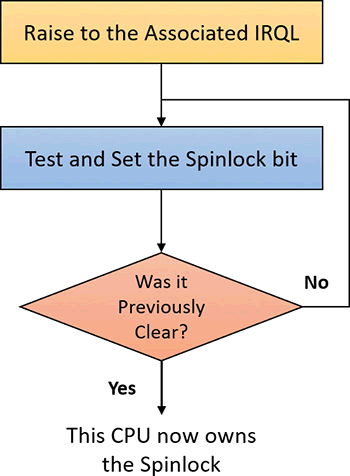 Raise to the Associated IRQL
Test and Set the Spinlock bit
Was it
Previously
Clear?
No
Yes
This CPU now owns
the Spinlock